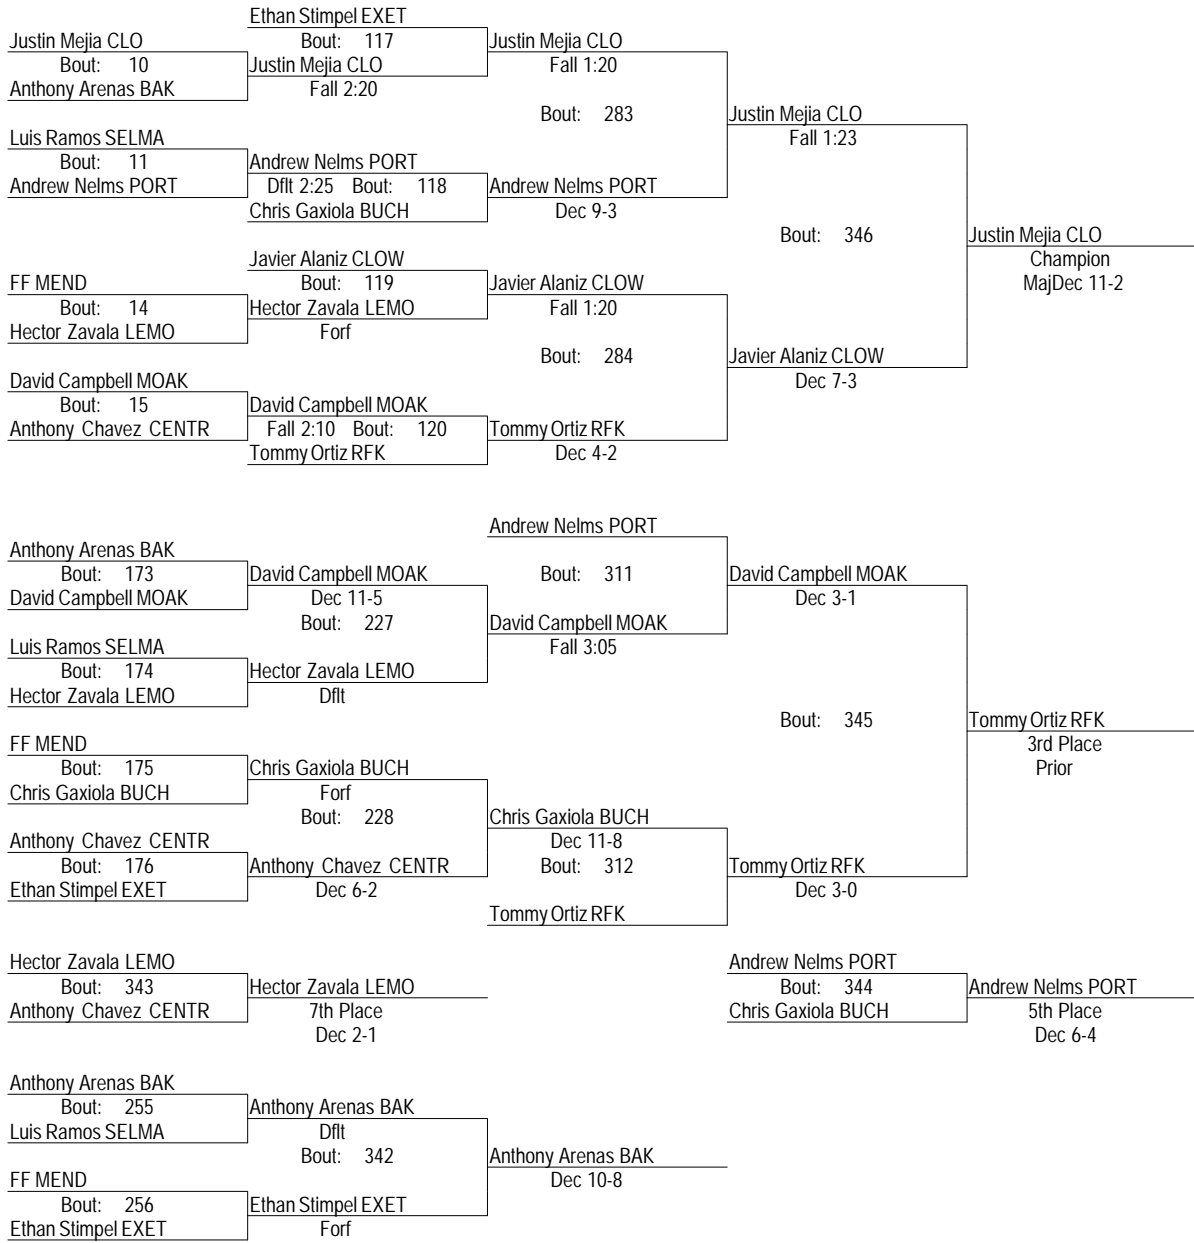 Ethan Stimpel EXET
Justin Mejia CLO Bout: 117 Justin Mejia CLO
Bout: 10 Justin Mejia CLO Fall 1:20
Anthony Arenas BAK Fall 2:20
Bout: 283 Justin Mejia CLO
Luis Ramos SELMA Fall 1:23
Bout: 11 Andrew Nelms PORT
Andrew Nelms PORT Dflt 2:25 Bout: 118 Andrew Nelms PORT
Chris Gaxiola BUCH Dec 9-3
Bout: 346 Justin Mejia CLO
Javier Alaniz CLOW Champion
FF MEND Bout: 119 Javier Alaniz CLOW MajDec 11-2
Bout: 14 Hector Zavala LEMO Fall 1:20
Hector Zavala LEMO Forf
Bout: 284 Javier Alaniz CLOW
David Campbell MOAK Dec 7-3
Bout: 15 David Campbell MOAK
Anthony Chavez CENTR Fall 2:10 Bout: 120 Tommy Ortiz RFK
Tommy Ortiz RFK Dec 4-2
Andrew Nelms PORT
Anthony Arenas BAK
Bout: 173 David Campbell MOAK Bout: 311 David Campbell MOAK
David Campbell MOAK Dec 11-5 Dec 3-1
Bout: 227 David Campbell MOAK
Luis Ramos SELMA Fall 3:05
Bout: 174 Hector Zavala LEMO
Hector Zavala LEMO Dflt
Bout: 345 Tommy Ortiz RFK
FF MEND 3rd Place
Bout: 175 Chris Gaxiola BUCH Prior
Chris Gaxiola BUCH Forf
Bout: 228 Chris Gaxiola BUCH
Anthony Chavez CENTR Dec 11-8
Bout: 176 Anthony Chavez CENTR Bout: 312 Tommy Ortiz RFK
Ethan Stimpel EXET Dec 6-2 Dec 3-0
Tommy Ortiz RFK
Hector Zavala LEMO Andrew Nelms PORT
Bout: 343 Hector Zavala LEMO Bout: 344 Andrew Nelms PORT
Anthony Chavez CENTR 7th Place Chris Gaxiola BUCH 5th Place
Dec 2-1 Dec 6-4
Anthony Arenas BAK
Bout: 255 Anthony Arenas BAK
Luis Ramos SELMA Dflt
Bout: 342 Anthony Arenas BAK
FF MEND Dec 10-8
Bout: 256 Ethan Stimpel EXET
Ethan Stimpel EXET Forf